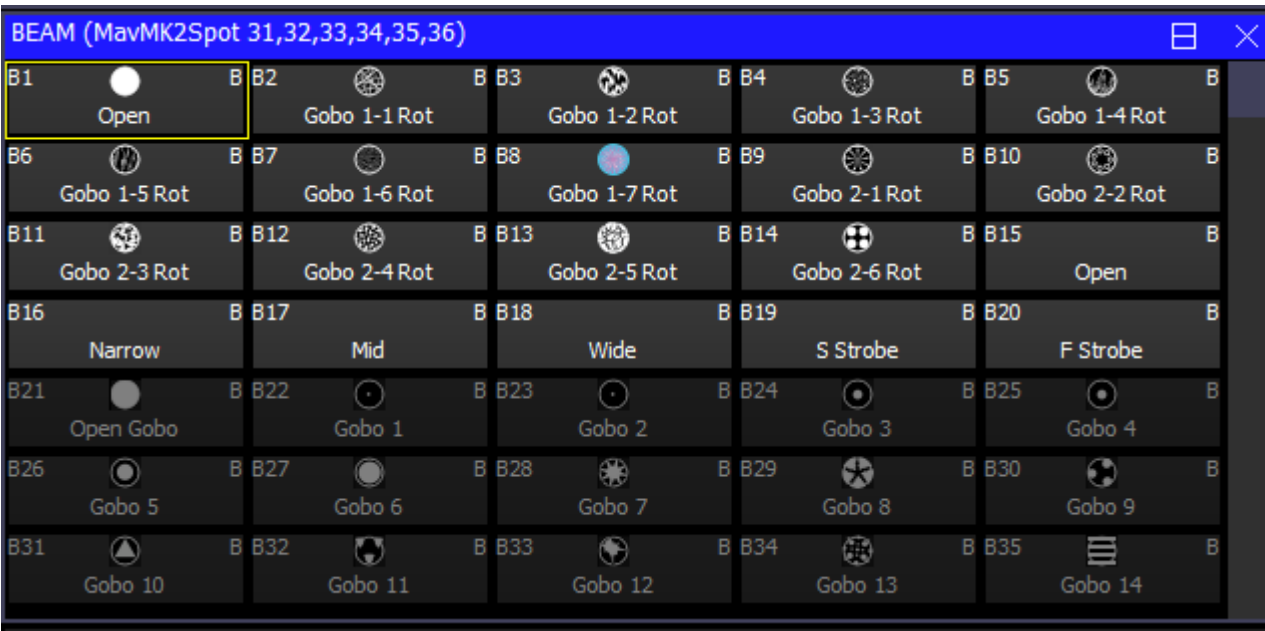 BEAM (MavMK2Spot 31,32,33,34,35,36)
B1 B B2 B B3 B B4 B B5 B
Open Gobo 1-1 Rot Gobo 1-2 Rot Gobo 1-3 Rot Gobo 1-4 Rot
B6 B B7 B B8 B B9 B B10 B
Gobo 1-5 Rot Gobo 1-6 Rot Gobo 1-7 Rot Gobo 2-1 Rot Gobo 2-2 Rot
B11 B B12 B B13 B B14 B B15 B
Gobo 2-3 Rot Gobo 2-4 Rot Gobo 2-5 Rot Gobo 2-6 Rot Open
B16 B B17 B B18 B B19 B B20 B
Narrow Mid Wide S Strobe F Strobe
B21 B B22 B B23 B B24 B B25 B
Open Gobo Gobo 1 Gobo 2 Gobo 3 Gobo 4
B26 B B27 B B28 B B29 B B30 B
Gobo 5 Gobo 6 Gobo 7 Gobo 8 Gobo 9
B31 B B32 B B33 B B34 B B35 B
Gobo 10 Gobo 11 Gobo 12 Gobo 13 Gobo 14